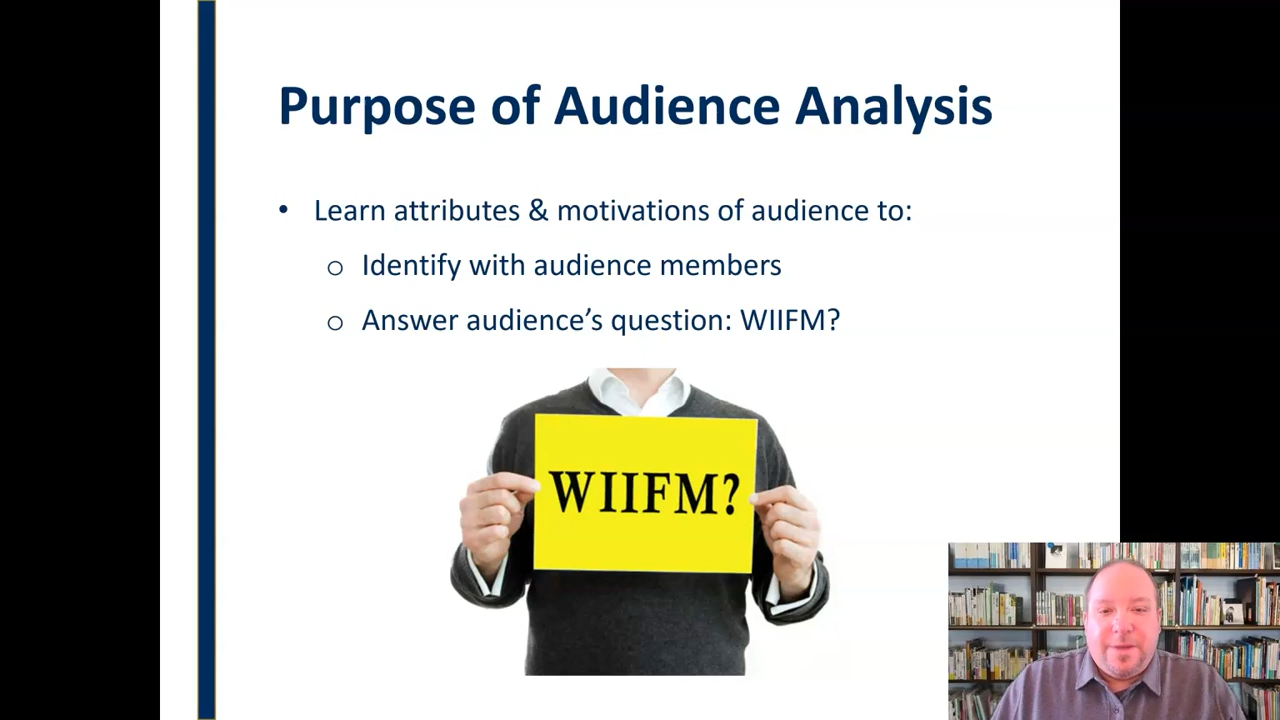 Purpose of Audience Analysis
• Learn attributes & motivations of audience to:
o Identify with audience members
o Answer audience’s question: WIIFM?
WIIFM?